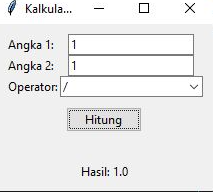 Kalkula...
Angka 1: 1
Angka 2: 1
Operator: /
Hitung
Hasil: 1.0